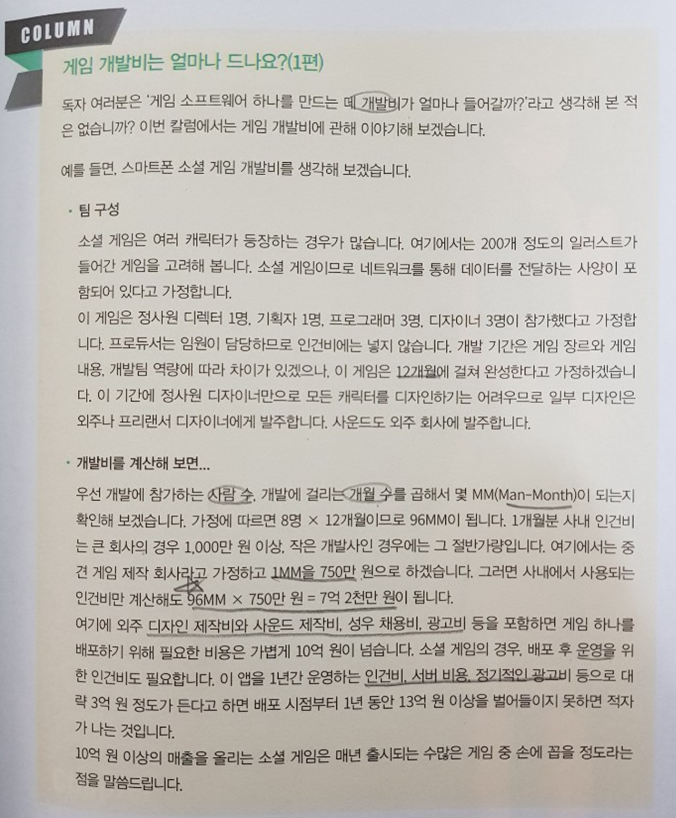 COLUMN
게임 개발비는 얼마나 드나요?(1편)
독자 여러분은 ‘게임 소프트웨어 하나를 만드는 데 개발비가 얼마나 들어갈까?’라고 생각해 본 적
은 없습니까? 이번 칼럼에서는 게임 개발비에 관해 이야기해 보겠습니다.
예를 들면, 스마트폰 소셜 게임 개발비를 생각해 보겠습니다.
• 팀 구성
소셜 게임은 여러 캐릭터가 등장하는 경우가 많습니다. 여기에서는 200개 정도의 일러스트가
들어간 게임을 고려해 봅니다. 소셜 게임이므로 네트워크를 통해 데이터를 전달하는 사양이 포
함되어 있다고 가정합니다.
이 게임은 정사원 디렉터 1명, 기획자 1명, 프로그래머 3명, 디자이너 3명이 참가했다고 가정합
니다. 프로듀서는 임원이 담당하므로 인건비에는 넣지 않습니다. 개발 기간은 게임 장르와 게임
내용, 개발팀 역량에 따라 차이가 있겠으나, 이 게임은 12개월에 걸쳐 완성한다고 가정하겠습니
다. 이 기간에 정사원 디자이너만으로 모든 캐릭터를 디자인하기는 어려우므로 일부 디자인은
외주나 프리랜서 디자이너에게 발주합니다. 사운드도 외주 회사에 발주합니다.
• 개발비를 계산해 보면...
우선 개발에 참가하는 사람 수, 개발에 걸리는 개월 수를 곱해서 몇 MM(Man-Month)이 되는지
확인해 보겠습니다. 가정에 따르면 8명 × 12개월이므로 96MM이 됩니다. 1개월분 사내 인건비
는 큰 회사의 경우 1,000만 원 이상, 작은 개발사인 경우에는 그 절반가량입니다. 여기에서는 중
견 게임 제작 회사라고 가정하고 1MM을 750만 원으로 하겠습니다. 그러면 사내에서 사용되는
인건비만 계산해도 96MM × 750만 원 = 7억 2천만 원이 됩니다.
여기에 외주 디자인 제작비와 사운드 제작비, 성우 채용비, 광고비 등을 포함하면 게임 하나를
배포하기 위해 필요한 비용은 가볍게 10억 원이 넘습니다. 소셜 게임의 경우, 배포 후 운영을 위
한 인건비도 필요합니다. 이 앱을 1년간 운영하는 인건비, 서버 비용, 정기적인 광고비 등으로 대
략 3억 원 정도가 든다고 하면 배포 시점부터 1년 동안 13억 원 이상을 벌어들이지 못하면 적자
가 나는 것입니다.
10억 원 이상의 매출을 올리는 소셜 게임은 매년 출시되는 수많은 게임 중 손에 꼽을 정도라는
점을 말씀드립니다.